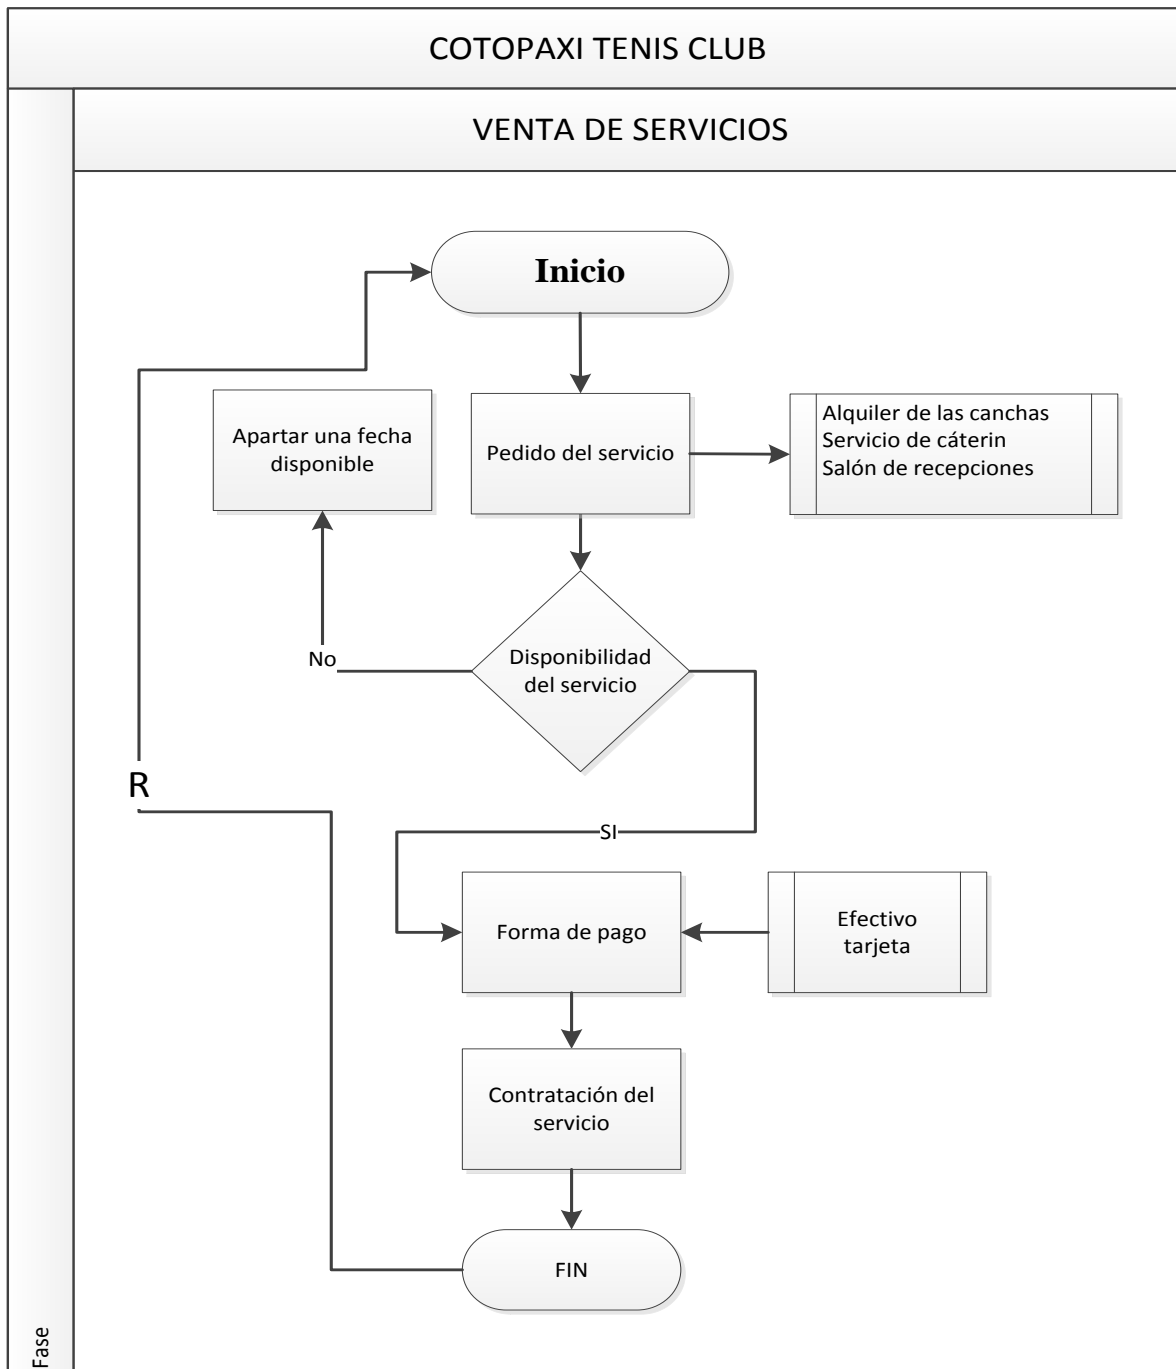 COTOPAXI TENIS CLUB
VENTA DE SERVICIOS
Inicio
Apartar una fecha
disponible
Pedido del servicio
Alquiler de las canchas
Servicio de cáterin
Salón de recepciones
No
Disponibilidad
del servicio
R
SI
Forma de pago
Efectivo
tarjeta
Contratación del
servicio
FIN
Fase